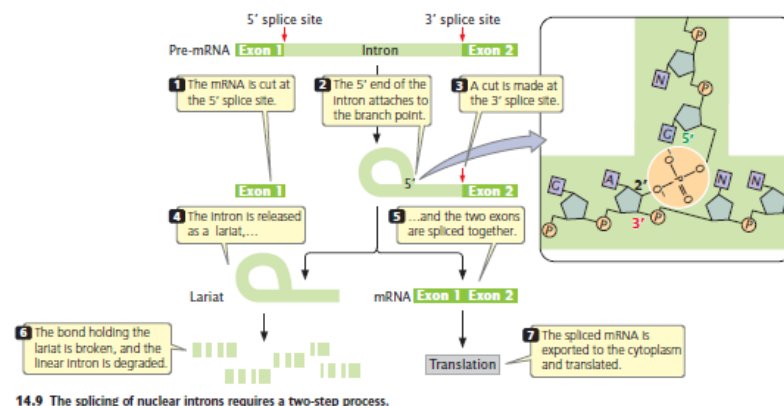 5′ splice site
3′ splice site
Pre-mRNA Exon 1 Intron Exon 2
1 The mRNA is cut at
the 5′ splice site.
2 The 5′ end of the
intron attaches to
the branch point.
3 A cut is made at
the 3′ splice site.
Exon 1
5′
Exon 2
4 The intron is released
as a lariat,…
5 …and the two exons
are spliced together.
Lariat
mRNA Exon 1 Exon 2
6 The bond holding the
lariat is broken, and the
linear intron is degraded.
Translation
7 The spliced mRNA is
exported to the cytoplasm
and translated.
P
N
P
G 5′
O O
P
O O
G A 2′ N N
3′
P P P P P
14.9 The splicing of nuclear introns requires a two-step process.